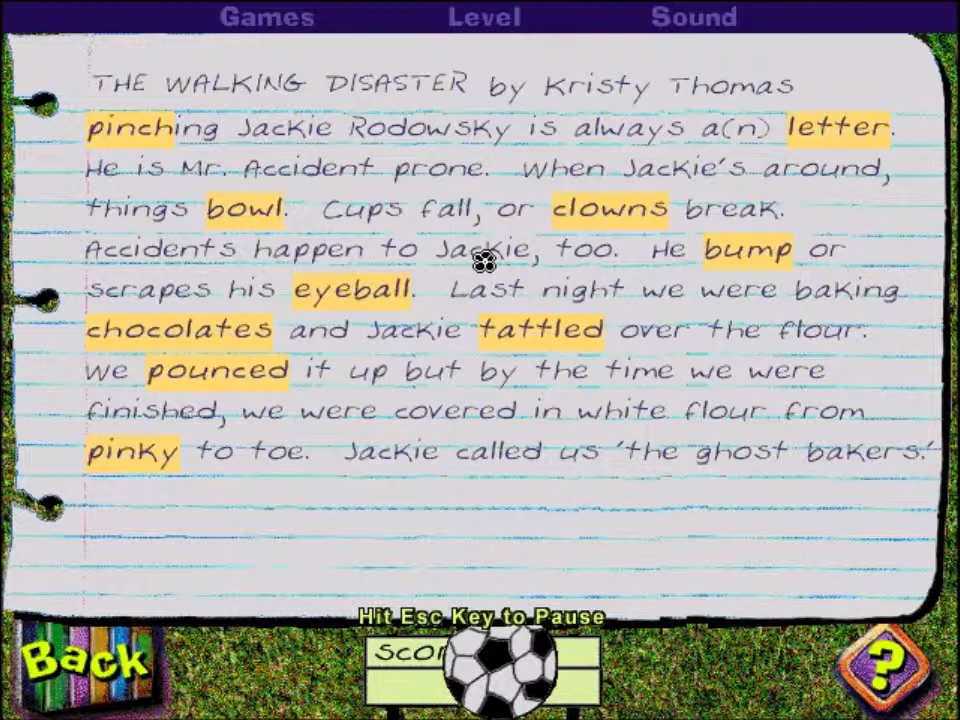 Games Level Sound
THE WALKING DISASTER by Kristy Thomas
pinching Jackie Rodowsky is always a(n) letter.
He is Mr. Accident prone. When Jackie's around,
things bowl. Cups fall, or clowns break.
Accidents happen to Jackie, too. He bump or
scrapes his eyeball. Last night we were baking
chocolates and Jackie tattled over the flour.
We pounced it up but by the time we were
finished, we were covered in white flour from
pinky to toe. Jackie called us 'the ghost bakers.'
Hit Esc Key to Pause
Back
?